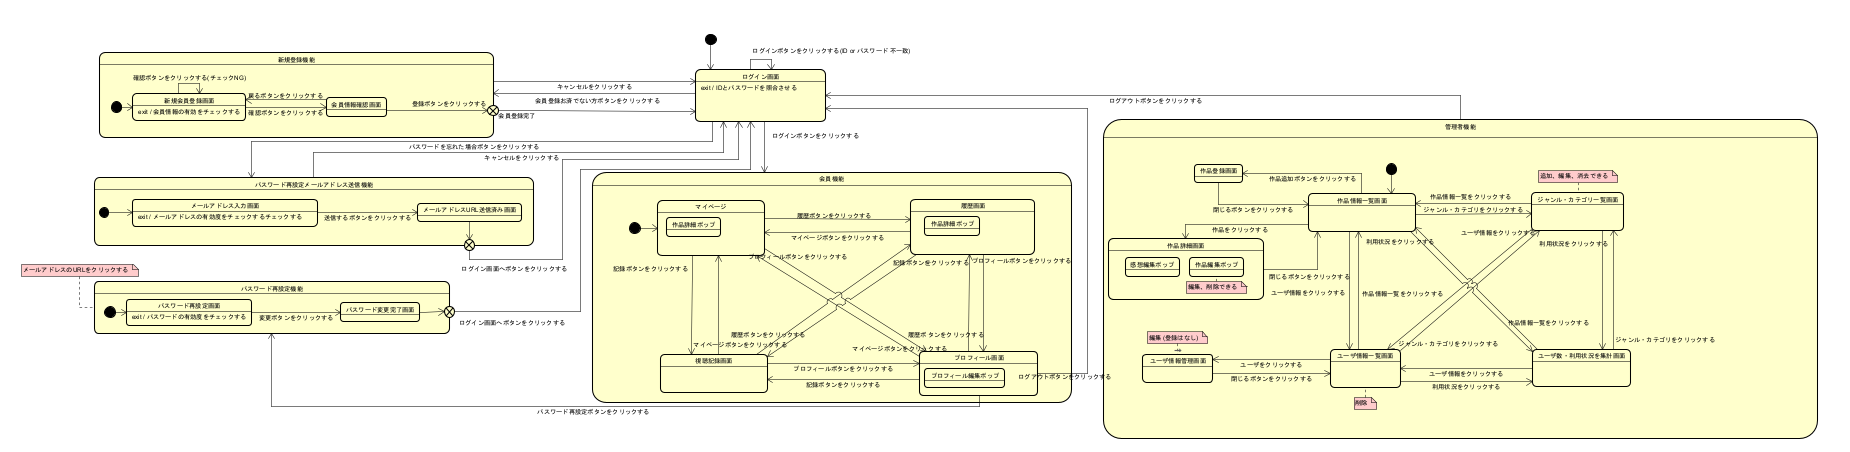 新規登録機能
確認ボタンをクリックする(チェックNG)
新規会員登録画面
exit / 会員情報の有効をチェックする
戻るボタンをクリックする
確認ボタンをクリックする
会員情報確認画面
登録ボタンをクリックする
会員登録完了
ログインボタンをクリックする(ID or パスワード 不一致)
ログイン画面
exit / IDとパスワードを照合させる
キャンセルをクリックする
会員登録お済でない方ボタンをクリックする
ログインボタンをクリックする
パスワードを忘れた場合ボタンをクリックする
キャンセルをクリックする
パスワード再設定メールアドレス送信機能
メールアドレス入力画面
exit / メールアドレスの有効度をチェックするチェックする
送信するボタンをクリックする
メールアドレスURL送信済み画面
ログイン画面へボタンをクリックする
メールアドレスのURLをクリックする
パスワード再設定機能
パスワード再設定画面
exit / パスワードの有効度をチェックする
変更ボタンをクリックする
パスワード変更完了画面
ログイン画面へボタンをクリックする
パスワード再設定ボタンをクリックする
会員機能
マイページ
作品詳細ポップ
履歴ボタンをクリックする
マイページボタンをクリックする
履歴画面
作品詳細ポップ
記録ボタンをクリックする
プロフィールボタンをクリックする
記録ボタンをクリックする
プロフィールボタンをクリックする
履歴ボタンをクリックする
マイページボタンをクリックする
履歴ボタンをクリックする
マイページボタンをクリックする
視聴記録画面
プロフィールボタンをクリックする
記録ボタンをクリックする
プロフィール画面
プロフィール編集ポップ
ログアウトボタンをクリックする
ログアウトボタンをクリックする
管理者機能
作品登録画面
作品追加ボタンをクリックする
閉じるボタンをクリックする
作品情報一覧画面
作品情報一覧をクリックする
ジャンル・カテゴリをクリックする
追加、編集、消去できる
ジャンル・カテゴリ一覧画面
作品をクリックする
作品詳細画面
感想編集ポップ
作品編集ポップ
編集、削除できる
閉じるボタンをクリックする
利用状況をクリックする
ユーザ情報をクリックする
利用状況をクリックする
ユーザ情報をクリックする
作品情報一覧をクリックする
作品情報一覧をクリックする
ジャンル・カテゴリをクリックする
ジャンル・カテゴリをクリックする
編集(登録はなし)
ユーザ情報管理画面
ユーザをクリックする
閉じるボタンをクリックする
ユーザ情報一覧画面
削除
ユーザ情報をクリックする
利用状況をクリックする
ユーザ数・利用状況を集計画面